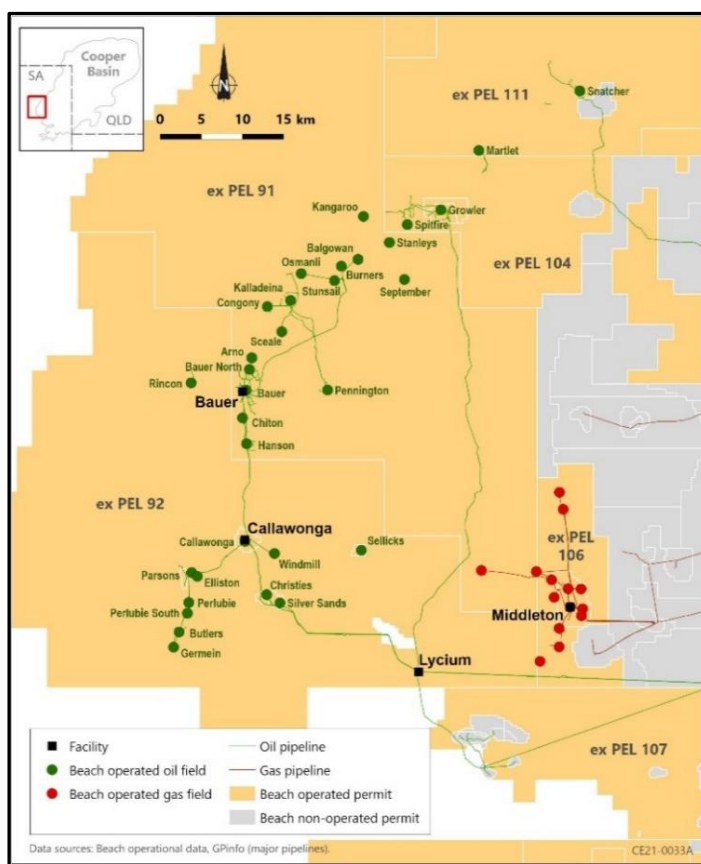 Cooper
Basin
SA
QLD
N
0 5 10 15 km
ex PEL 111
Snatcher
Martlet
ex PEL 91
Kangaroo
Growler
Spitfire
Stanleys
Balgowan
ex PEL 104
Osmanli
Burners
Kalladeina
Stunsail
September
Congony
Sceale
Arno
Bauer North
Rincon
Bauer
Pennington
Bauer
Chiton
Hanson
ex PEL 92
Callawonga
Callawonga
Sellicks
Windmill
ex PEL
106
Parsons
Elliston
Christies
Perlubie
Silver Sands
Middleton
Perlubie South
Butlers
Germein
Lycium
ex PEL 107
Facility
Beach operated oil field
Beach operated gas field
Oil pipeline
Gas pipeline
Beach operated permit
Beach non-operated permit
Data sources: Beach operational data, GPinfo (major pipelines).
CE21-0033A